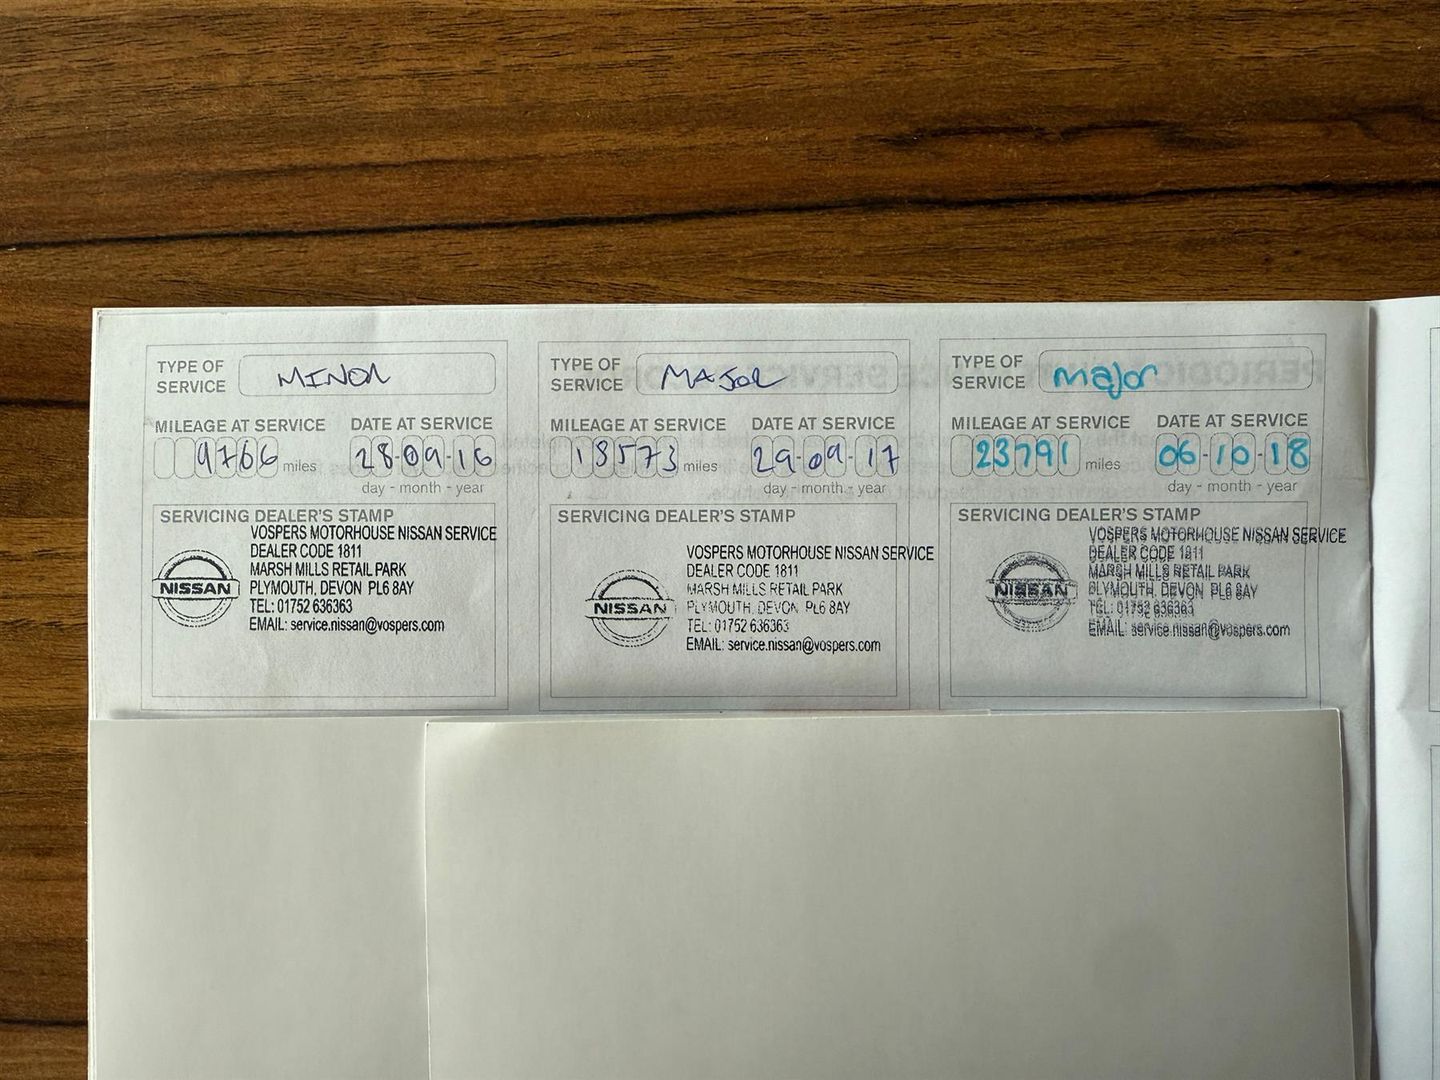 TYPE OF SERVICE MINOR
MILEAGE AT SERVICE DATE AT SERVICE
9766 miles 28-09-16
day - month - year
SERVICING DEALER'S STAMP
VOSPERS MOTORHOUSE NISSAN SERVICE
DEALER CODE 1811
MARSH MILLS RETAIL PARK
NISSAN PLYMOUTH, DEVON PL6 8AY
TEL: 01752 636363
EMAIL: service.nissan@vospers.com
TYPE OF SERVICE MAJOR
MILEAGE AT SERVICE DATE AT SERVICE
18573 miles 29-09-17
day - month - year
SERVICING DEALER'S STAMP
VOSPERS MOTORHOUSE NISSAN SERVICE
DEALER CODE 1811
MARSH MILLS RETAIL PARK
NISSAN PLYMOUTH, DEVON PL6 8AY
TEL: 01752 636363
EMAIL: service.nissan@vospers.com
TYPE OF SERVICE major
MILEAGE AT SERVICE DATE AT SERVICE
23791 miles 06-10-18
day - month - year
SERVICING DEALER'S STAMP
VOSPERS MOTORHOUSE NISSAN SERVICE
DEALER CODE 1811
MARSH MILLS RETAIL PARK
NISSAN PLYMOUTH, DEVON PL6 8AY
TEL: 01752 636363
EMAIL: service.nissan@vospers.com